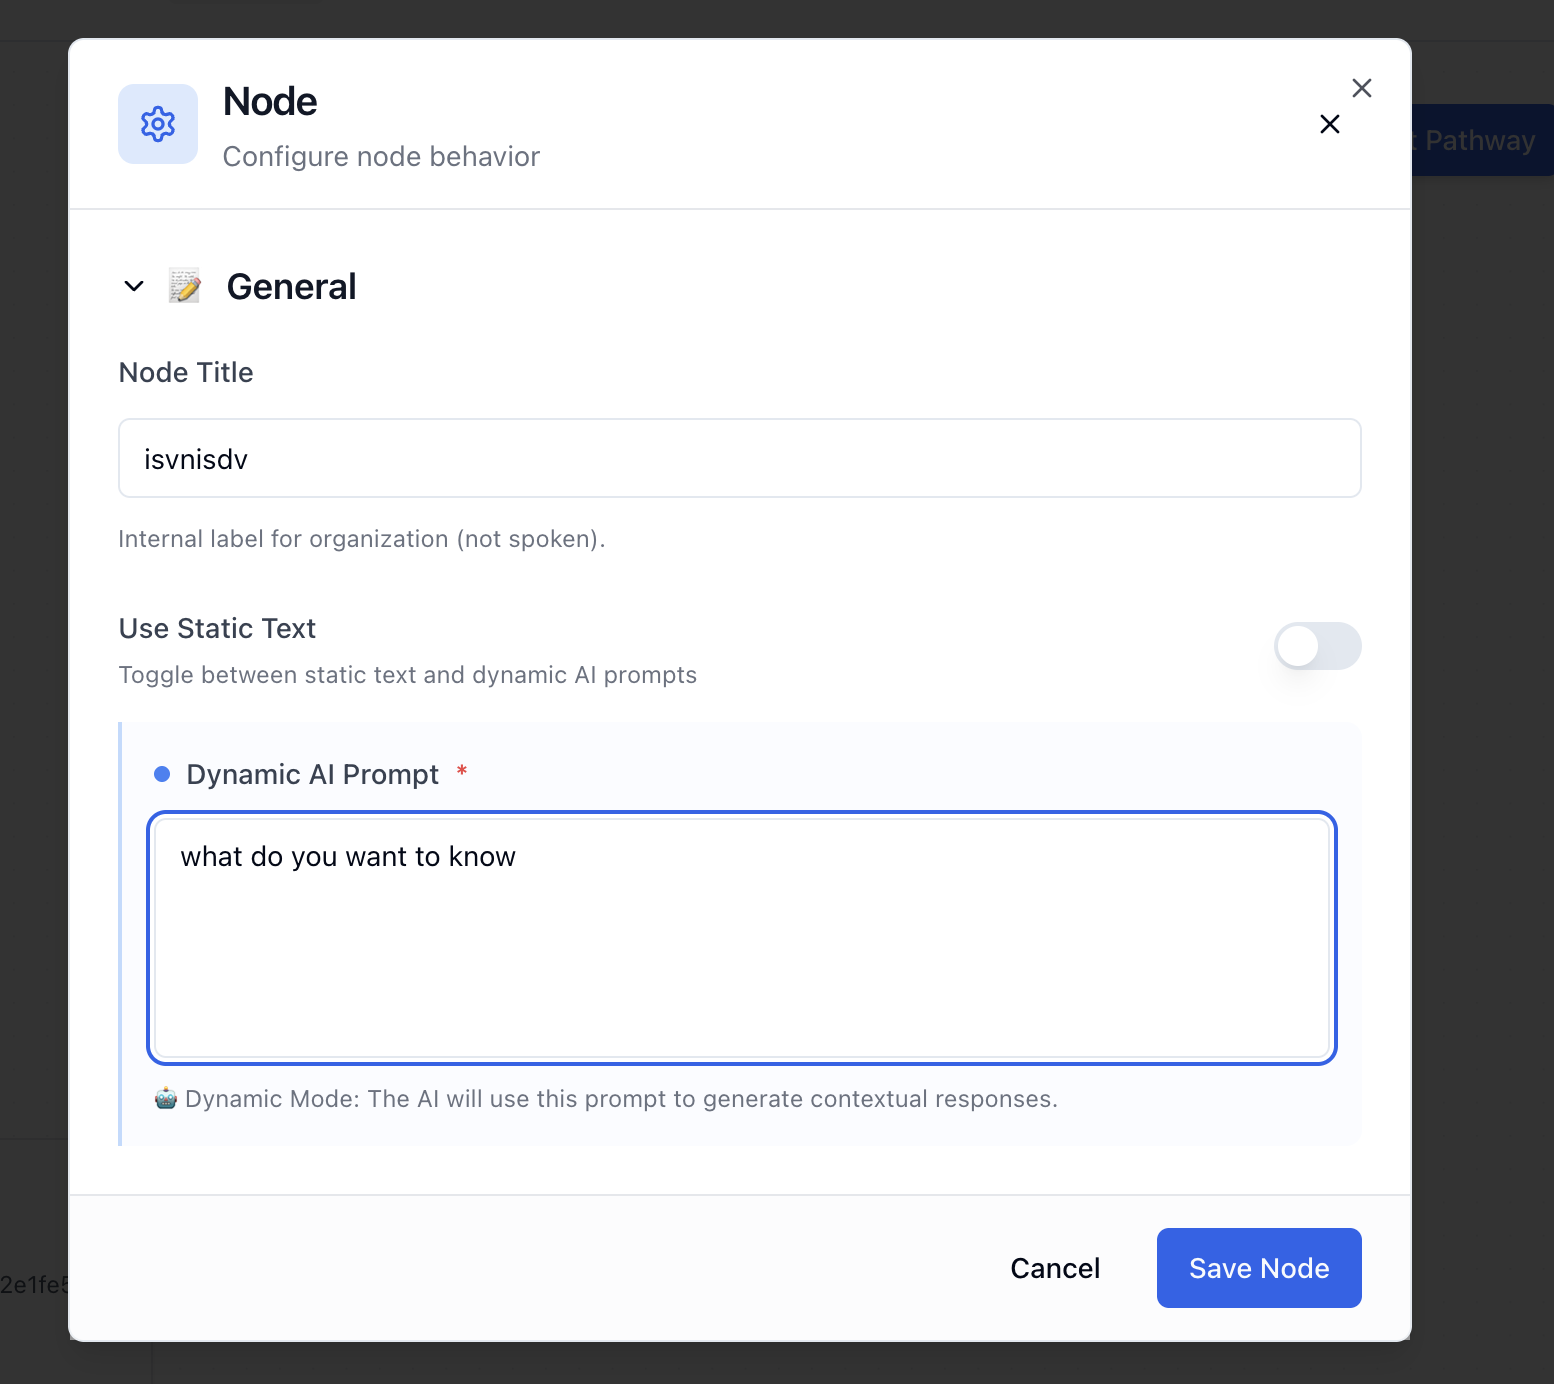 Node
Configure node behavior
t Pathway
General
Node Title
isvnisdv
Internal label for organization (not spoken).
Use Static Text
Toggle between static text and dynamic AI prompts
Dynamic AI Prompt *
what do you want to know
Dynamic Mode: The AI will use this prompt to generate contextual responses.
Cancel
Save Node
2e1fe5